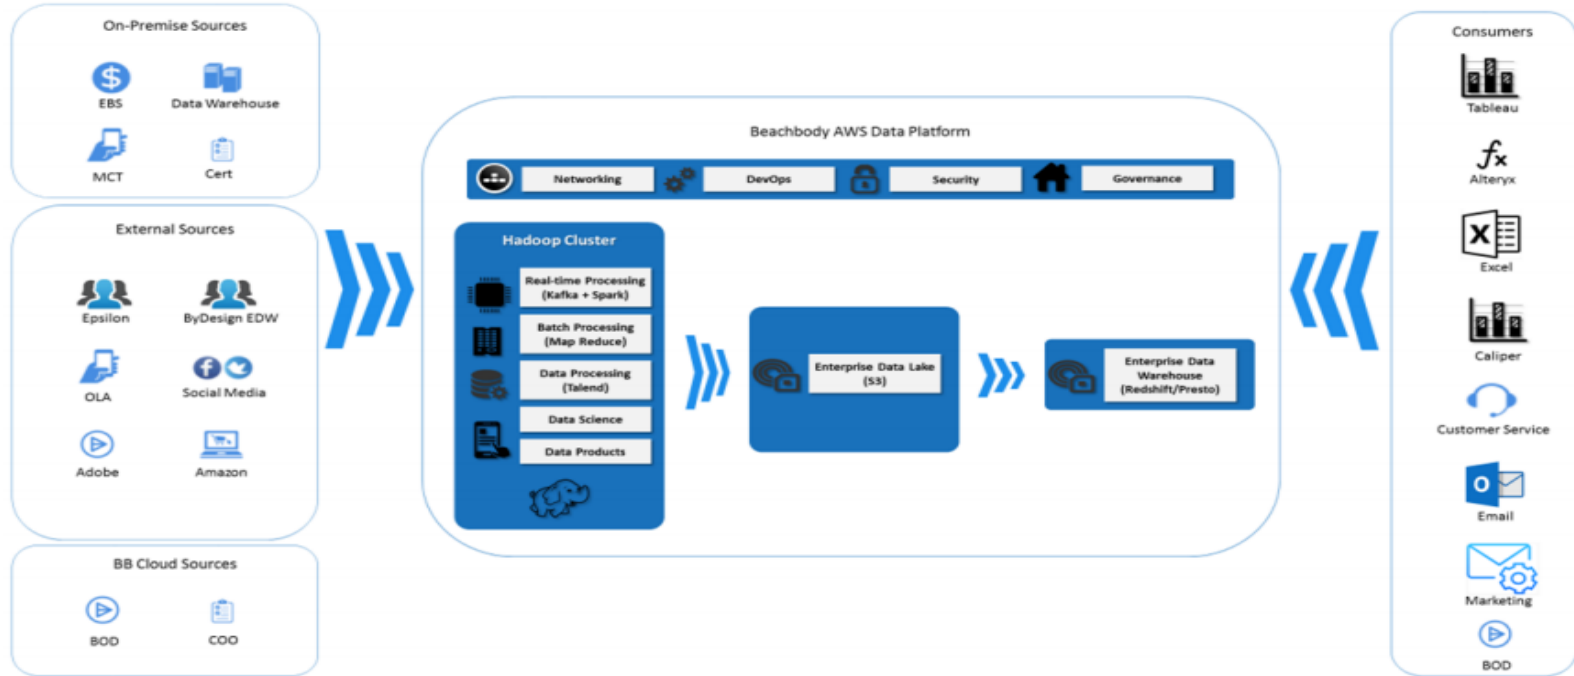 On-Premise Sources
EBS
Data Warehouse
MCT
Cert
External Sources
Epsilon
ByDesign EDW
OLA
Social Media
Adobe
Amazon
BB Cloud Sources
BOD
COO
Beachbody AWS Data Platform
Networking
DevOps
Security
Governance
Hadoop Cluster
Real-time Processing
(Kafka + Spark)
Batch Processing
(Map Reduce)
Data Processing
(Talend)
Data Science
Data Products
Enterprise Data Lake
(S3)
Enterprise Data
Warehouse
(Redshift/Presto)
Consumers
Tableau
fx
Alteryx
X
Excel
Caliper
Customer Service
O
Email
Marketing
BOD